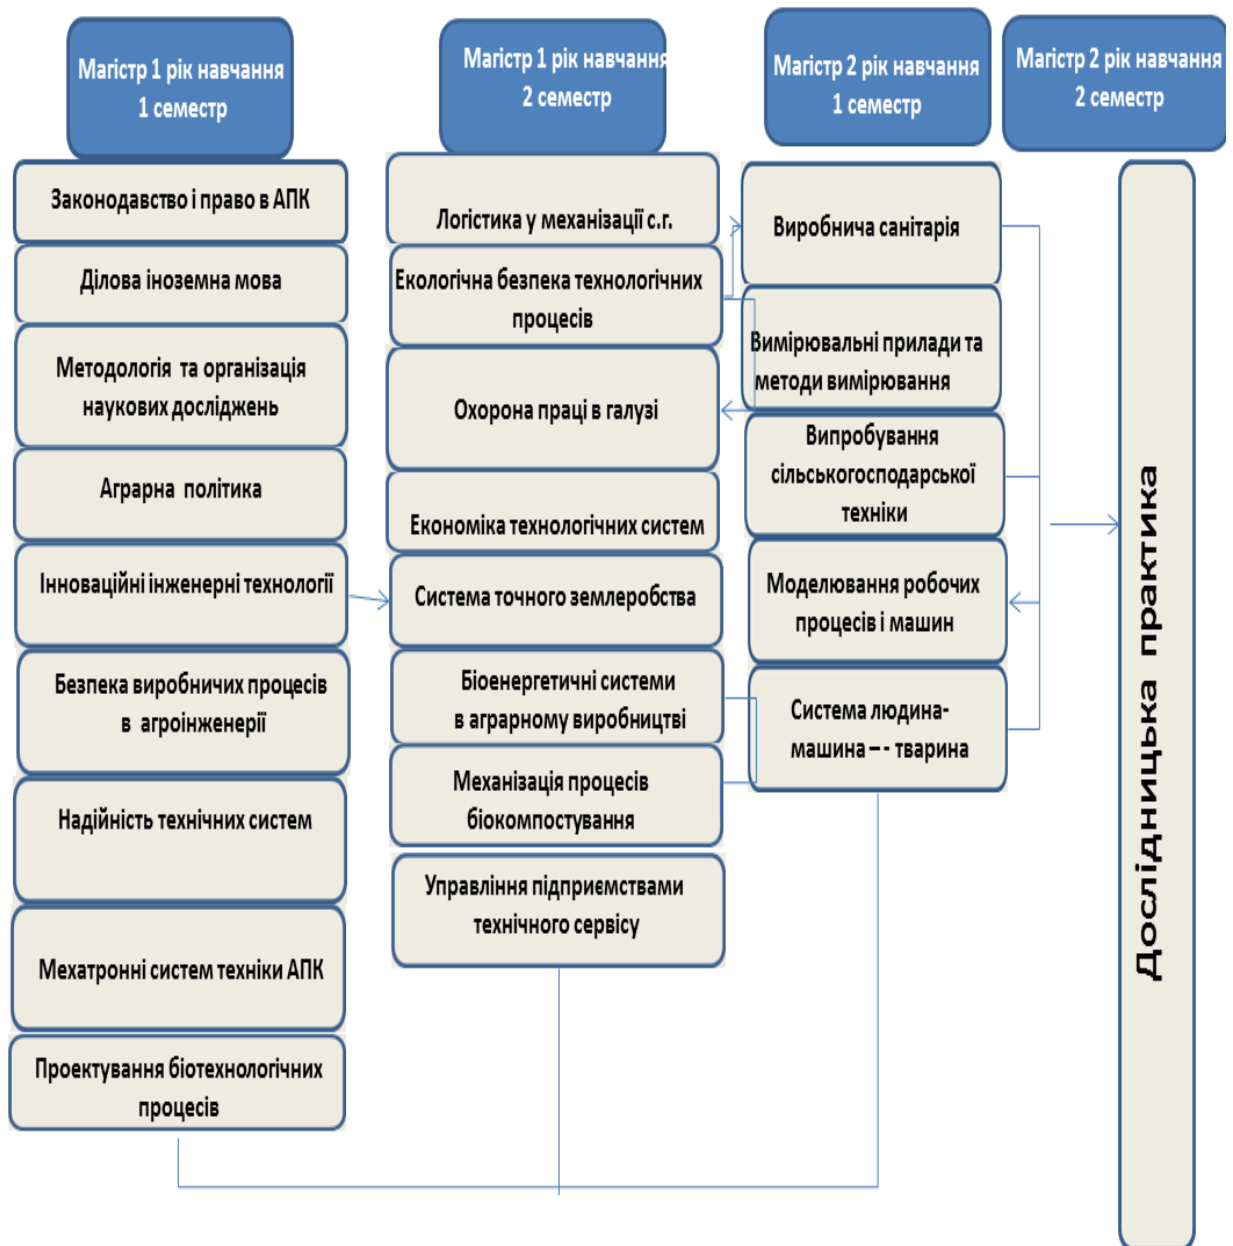 Магістр 1 рік навчання
1 семестр
Законодавство і право в АПК
Ділова іноземна мова
Методологія та організація
наукових досліджень
Аграрна політика
Інноваційні інженерні технології
Безпека виробничих процесів
в агроінженерії
Надійність технічних систем
Мехатронні систем техніки АПК
Проектування біотехнологічних
процесів
Магістр 1 рік навчання
2 семестр
Логістика у механізації с.г.
Екологічна безпека технологічних
процесів
Охорона праці в галузі
Економіка технологічних систем
Система точного землеробства
Біоенергетичні системи
в аграрному виробництві
Механізація процесів
біокомпостування
Управління підприємствами
технічного сервісу
Магістр 2 рік навчання
1 семестр
Виробнича санітарія
Вимірювальні прилади та
методи вимірювання
Випробування
сільськогосподарської
техніки
Моделювання робочих
процесів і машин
Система людина-
машина – - тварина
Магістр 2 рік навчання
2 семестр
Дослідницька практика